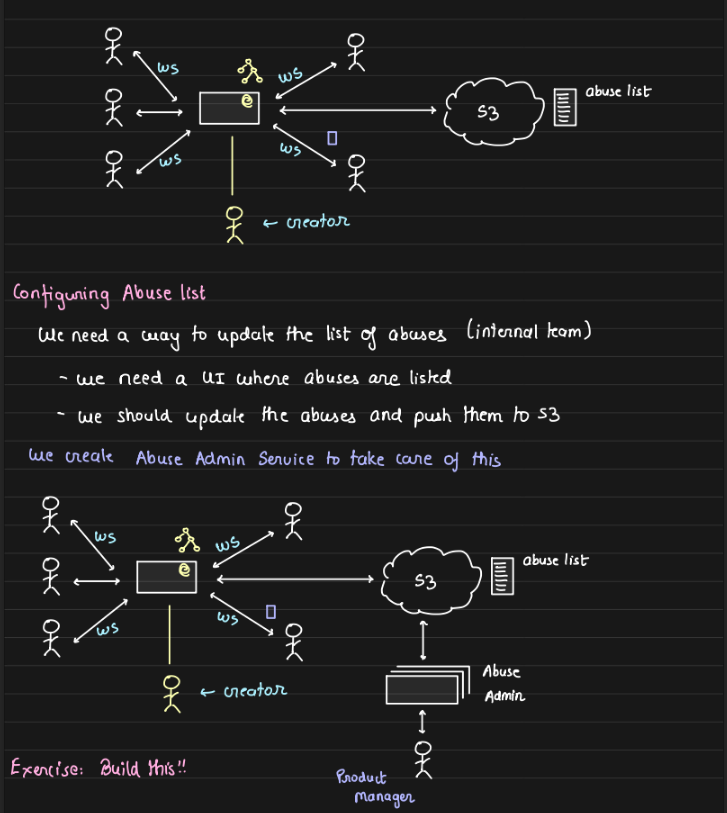 ws
ws
ws
ws
S3
abuse list
← creator
Configuring Abuse list
We need a way to update the list of abuses (internal team)
- we need a UI where abuses are listed
- we should update the abuses and push them to S3
we create Abuse Admin Service to take care of this
ws
ws
ws
ws
S3
abuse list
← creator
Abuse
Admin
Exercise: Build this!!
Product
manager